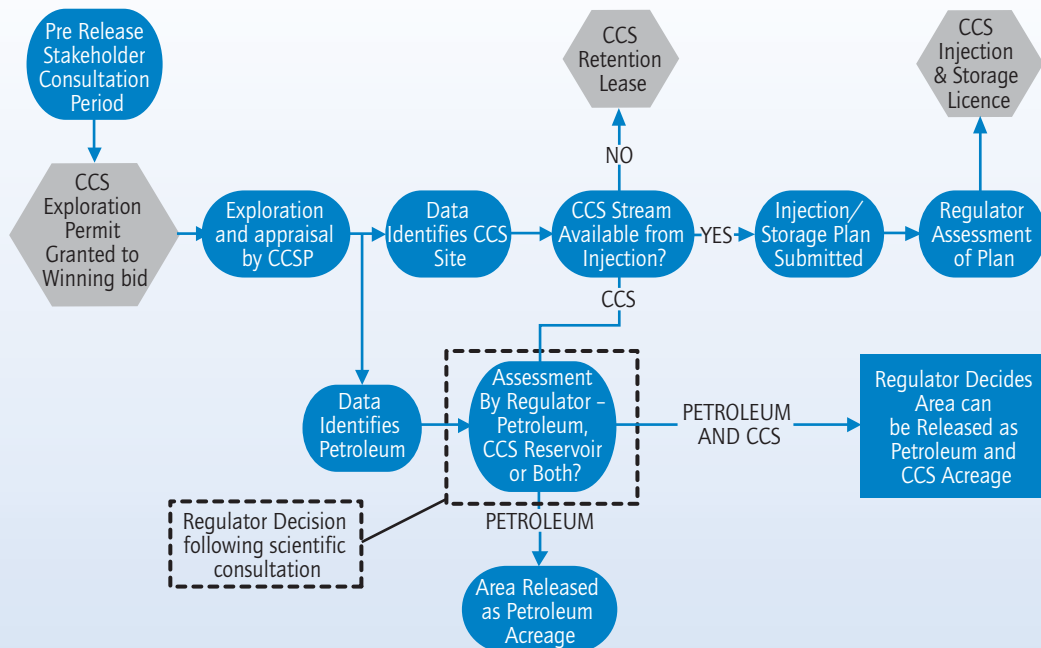 Pre Release
Stakeholder
Consultation
Period
CCS
Retention
Lease
CCS
Injection
& Storage
Licence
NO
CCS
Exploration
Permit
Granted to
Winning bid
Exploration
and appraisal
by CCSP
Data
Identifies CCS
Site
CCS Stream
Available from
Injection?
YES
Injection/
Storage Plan
Submitted
Regulator
Assessment
of Plan
CCS
Data
Identifies
Petroleum
Assessment
By Regulator –
Petroleum,
CCS Reservoir
or Both?
PETROLEUM
AND CCS
Regulator Decides
Area can
be Released as
Petroleum and
CCS Acreage
Regulator Decision
following scientific
consultation
PETROLEUM
Area Released
as Petroleum
Acreage